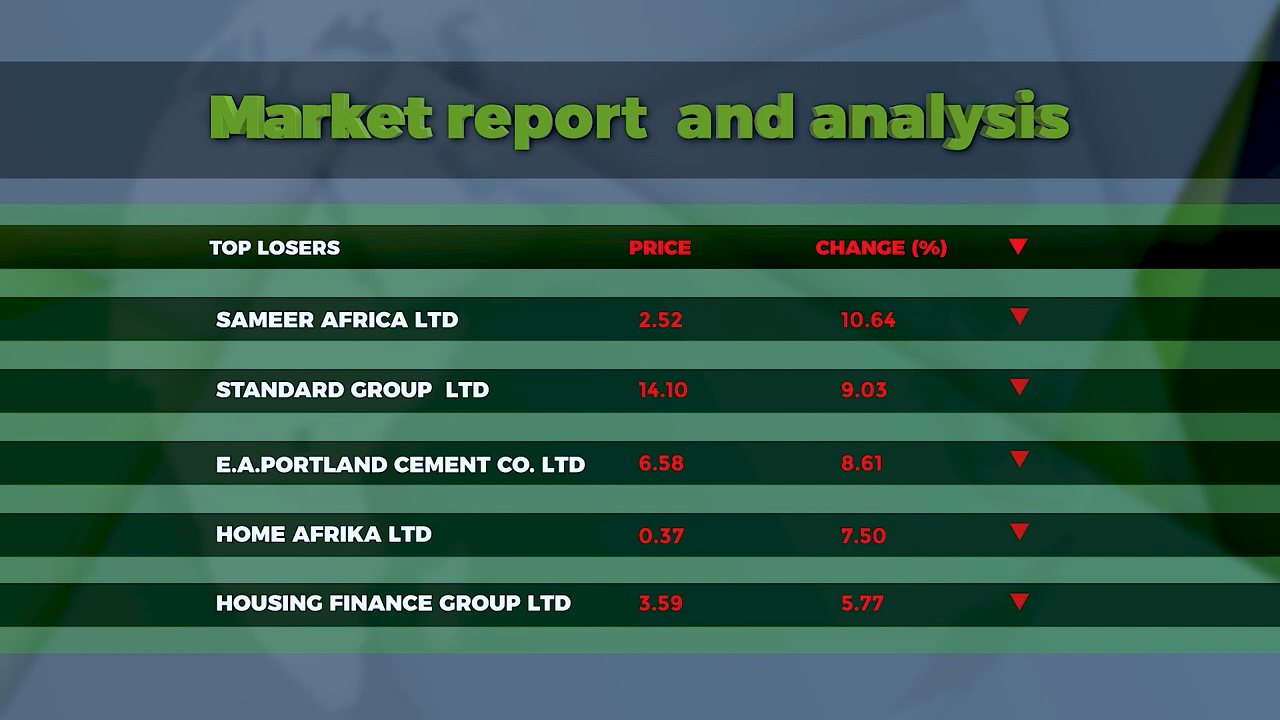 Market report and analysis
TOP LOSERS PRICE CHANGE (%) ▼
SAMEER AFRICA LTD 2.52 10.64 ▼
STANDARD GROUP LTD 14.10 9.03 ▼
E.A.PORTLAND CEMENT CO. LTD 6.58 8.61 ▼
HOME AFRIKA LTD 0.37 7.50 ▼
HOUSING FINANCE GROUP LTD 3.59 5.77 ▼